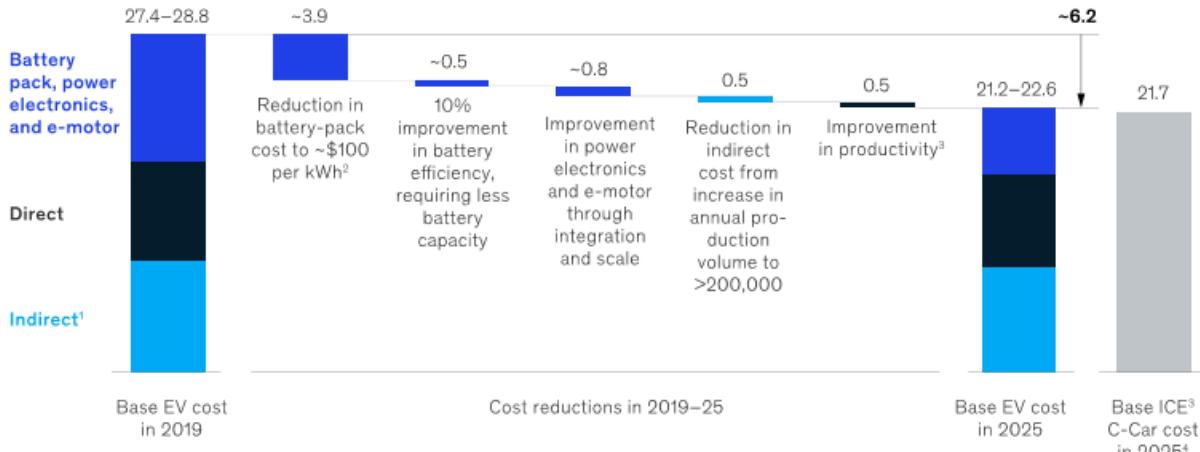 27.4–28.8
~3.9
~0.5
~0.8
0.5
0.5
~6.2
21.2–22.6
21.7
Battery
pack, power
electronics,
and e-motor
Direct
Indirect¹
Reduction in
battery-pack
cost to ~$100
per kWh²
10%
improvement
in battery
efficiency,
requiring less
battery
capacity
Improvement
in power
electronics
and e-motor
through
integration
and scale
Reduction in
indirect
cost from
increase in
annual pro-
duction
volume to
>200,000
Improvement
in productivity³
Base EV cost
in 2019
Cost reductions in 2019–25
Base EV cost
in 2025
Base ICE³
C-Car cost
in 2025⁴